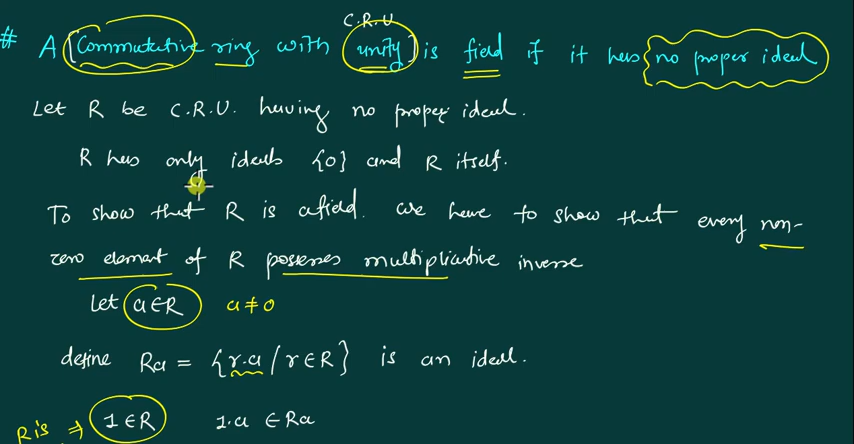 C.R.U
# A [Commutative ring with unity] is field if it has no proper ideal
Let R be C.R.U. having no proper ideal.
R has only ideals {0} and R itself.
To show that R is a field. we have to show that every non-
zero element of R possesses multiplicative inverse
Let a∈R a≠0
define Ra = {r.a / r∈R} is an ideal.
R is ⇒ 1∈R 1.a ∈ Ra